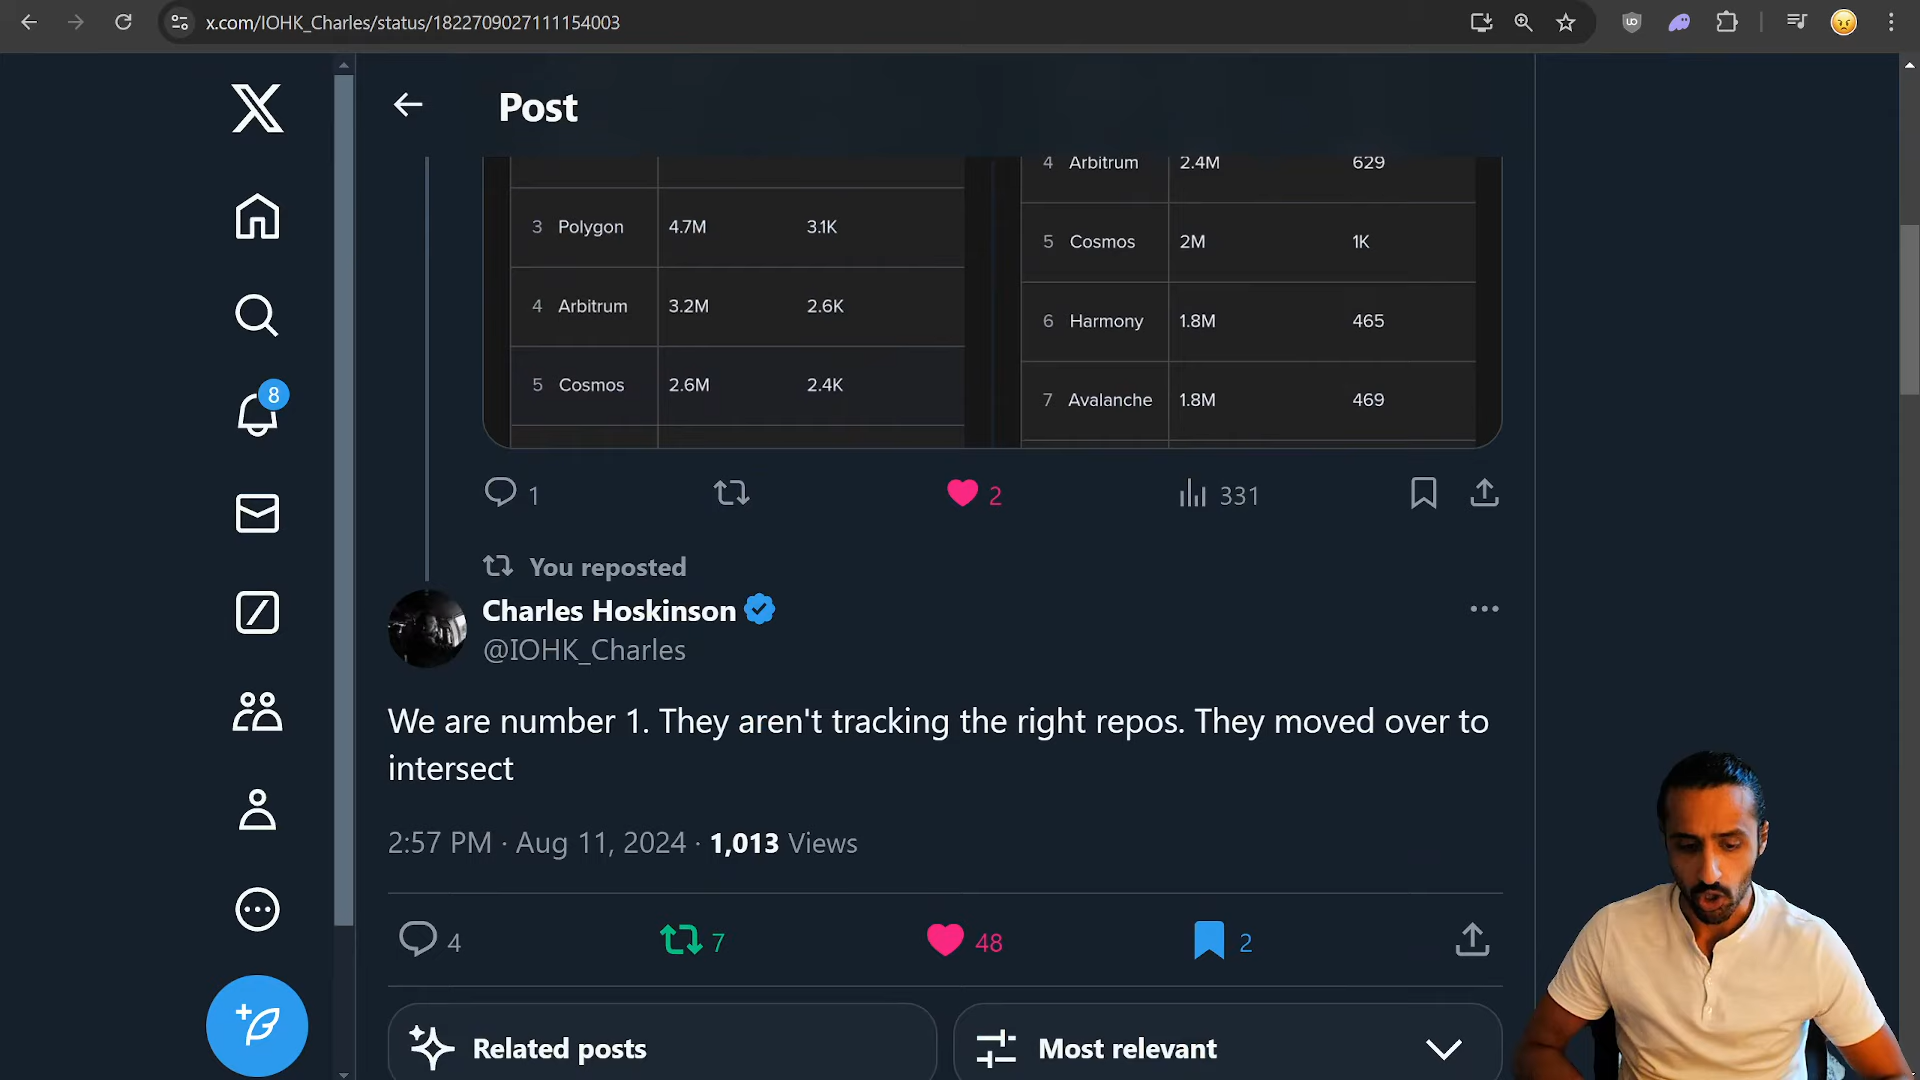 x.com/IOHK_Charles/status/1822709027111154003
Post
3 Polygon 4.7M 3.1K
4 Arbitrum 3.2M 2.6K
5 Cosmos 2.6M 2.4K
4 Arbitrum 2.4M 629
5 Cosmos 2M 1K
6 Harmony 1.8M 465
7 Avalanche 1.8M 469
8
1 2 331
You reposted
Charles Hoskinson
@IOHK_Charles
We are number 1. They aren't tracking the right repos. They moved over to
intersect
2:57 PM · Aug 11, 2024 · 1,013 Views
4 7 48 2
Related posts
Most relevant